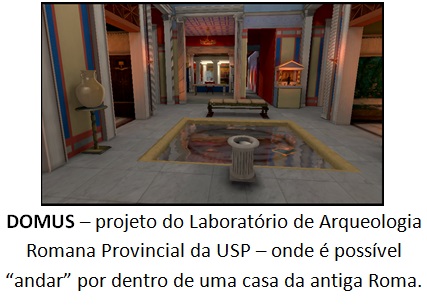 DOMUS – projeto do Laboratório de Arqueologia
Romana Provincial da USP – onde é possível
“andar” por dentro de uma casa da antiga Roma.